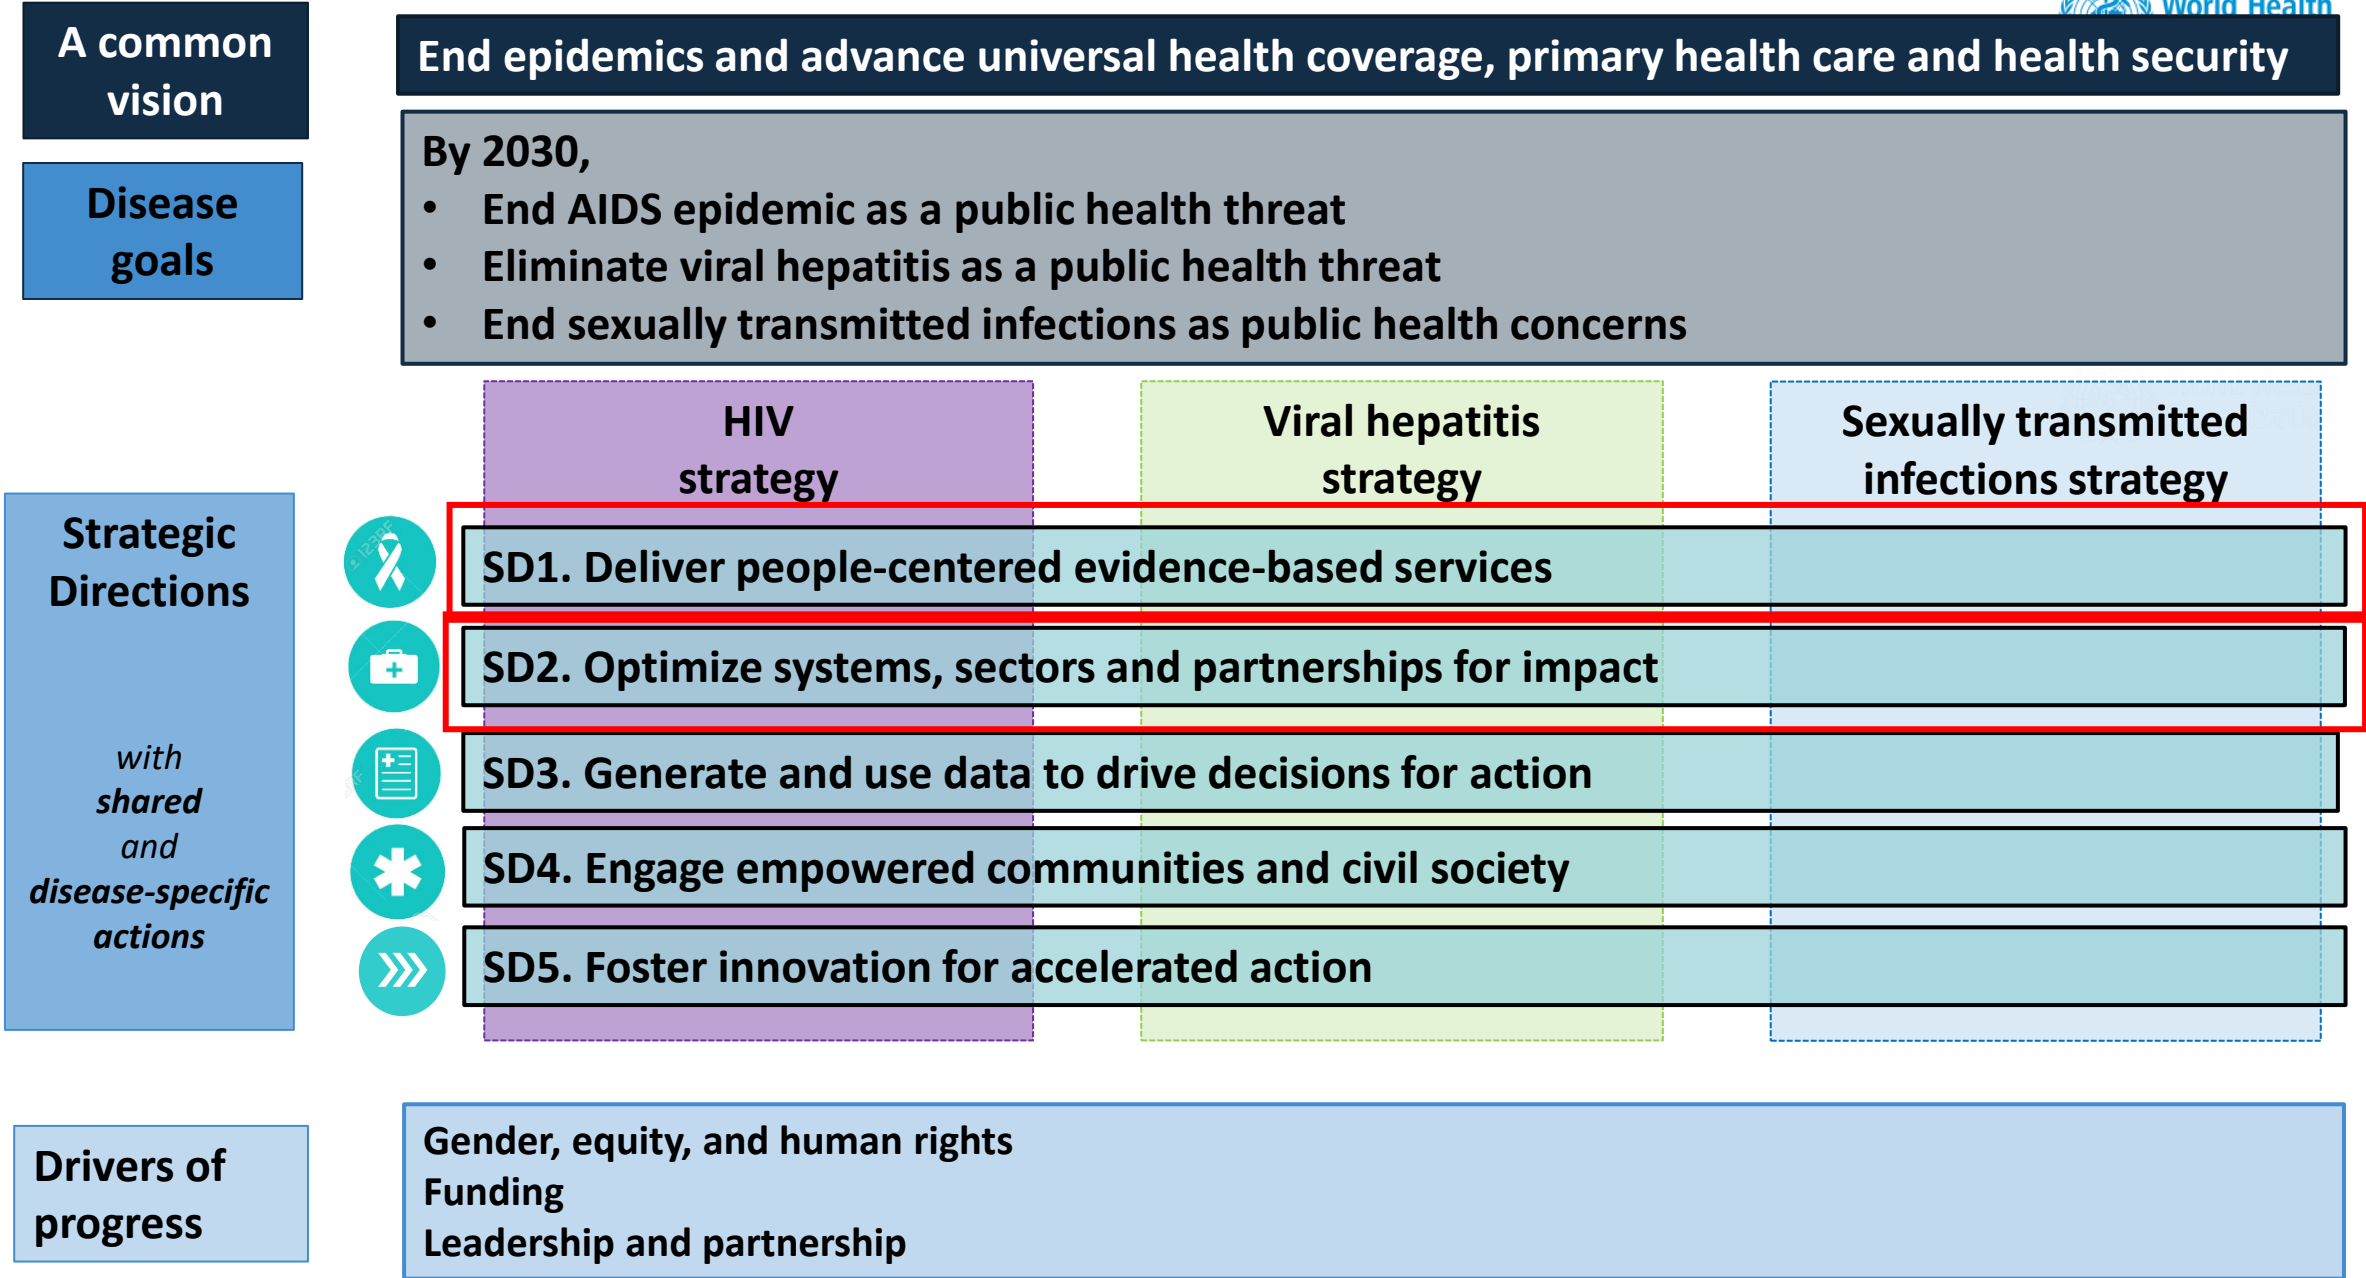 World Health
A common
vision
End epidemics and advance universal health coverage, primary health care and health security
Disease
goals
By 2030,
• End AIDS epidemic as a public health threat
• Eliminate viral hepatitis as a public health threat
• End sexually transmitted infections as public health concerns
HIV
strategy
Viral hepatitis
strategy
Sexually transmitted
infections strategy
Strategic
Directions
with
shared
and
disease-specific
actions
SD1. Deliver people-centered evidence-based services
SD2. Optimize systems, sectors and partnerships for impact
SD3. Generate and use data to drive decisions for action
SD4. Engage empowered communities and civil society
SD5. Foster innovation for accelerated action
Drivers of
progress
Gender, equity, and human rights
Funding
Leadership and partnership